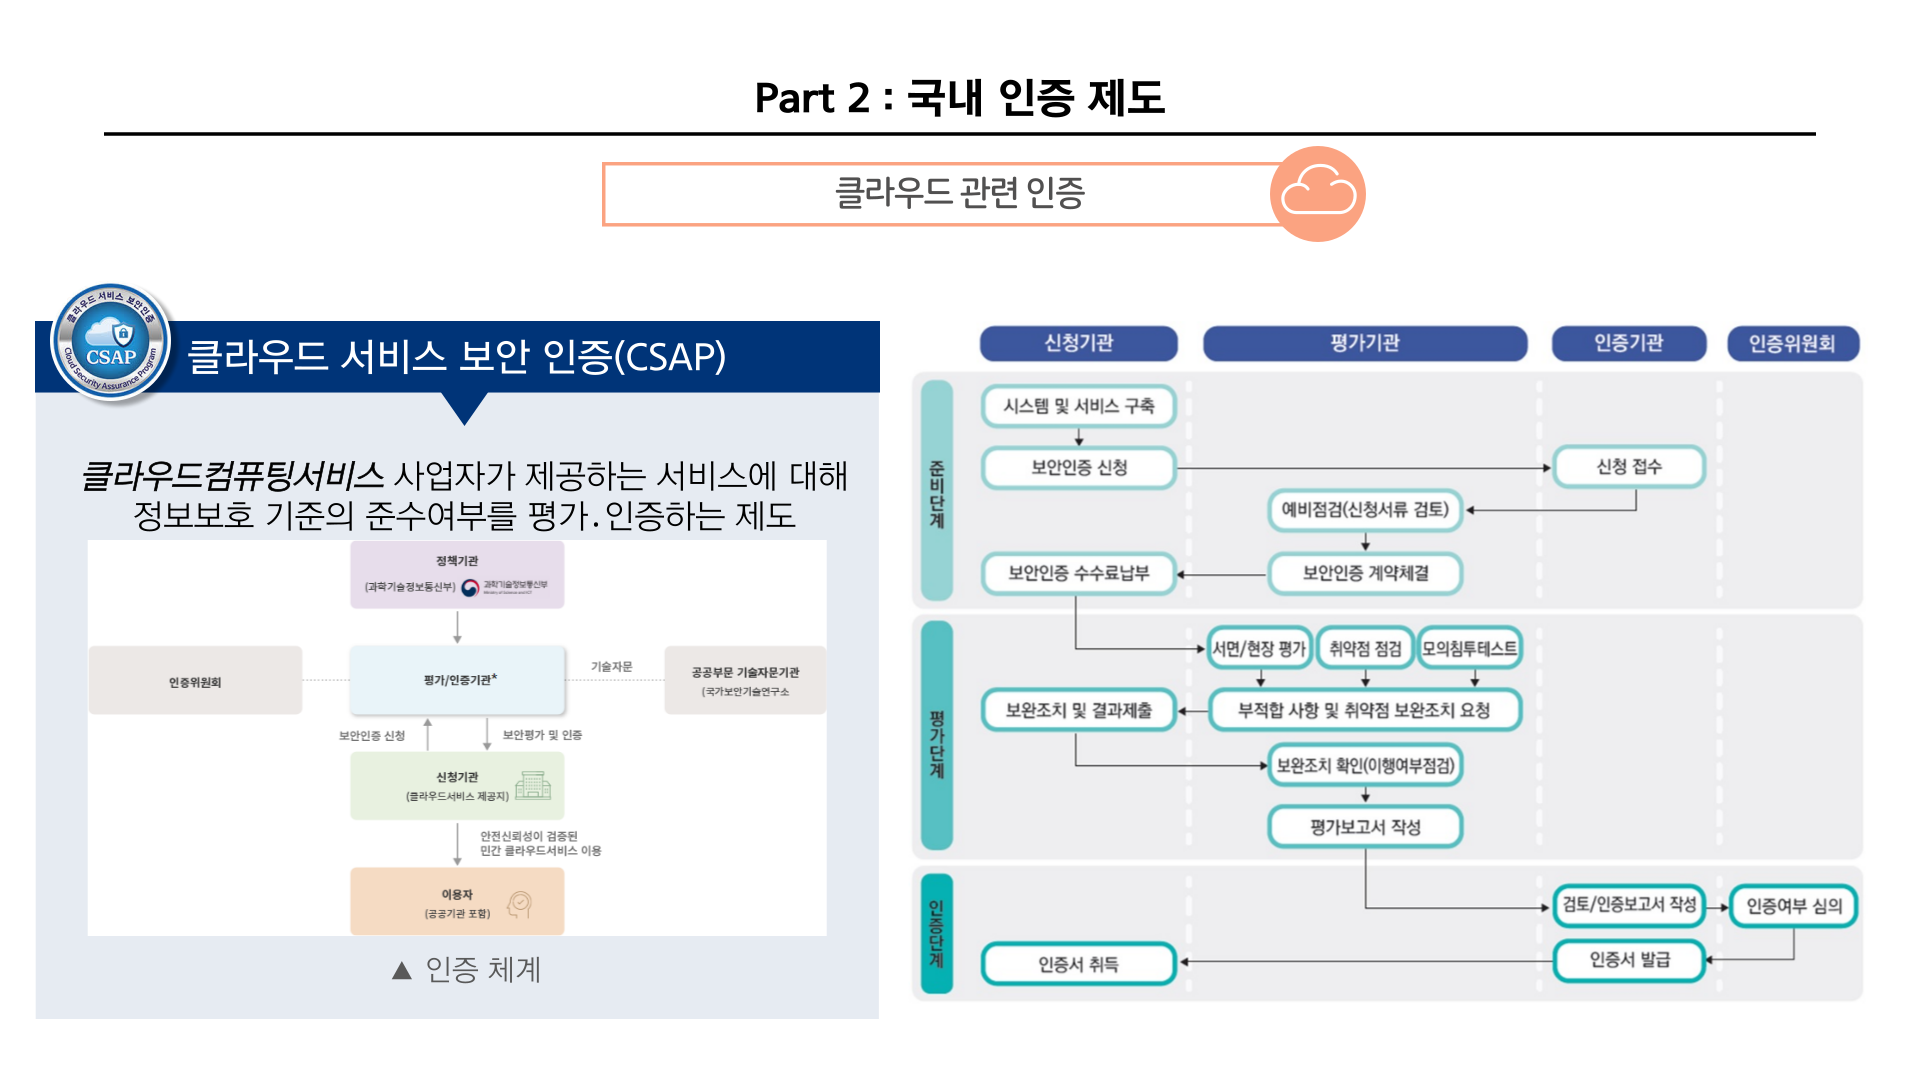 Part 2 : 국내 인증 제도
클라우드 관련 인증
클라우드 서비스 보안인증
CSAP
Cloud Security Assurance Program
클라우드 서비스 보안 인증(CSAP)
클라우드컴퓨팅서비스 사업자가 제공하는 서비스에 대해
정보보호 기준의 준수여부를 평가.인증하는 제도
정책기관
(과학기술정보통신부) 과학기술정보통신부
Ministry of Science and ICT
인증위원회
평가/인증기관*
기술자문
공공부문 기술자문기관
(국가보안기술연구소
보안인증 신청
보안평가 및 인증
신청기관
(클라우드서비스 제공지)
안전신뢰성이 검증된
민간 클라우드서비스 이용
이용자
(공공기관 포함)
▲ 인증 체계
신청기관
평가기관
인증기관
인증위원회
준비단계
시스템 및 서비스 구축
보안인증 신청
신청 접수
예비점검(신청서류 검토)
보안인증 수수료납부
보안인증 계약체결
평가단계
서면/현장 평가
취약점 점검
모의침투테스트
보완조치 및 결과제출
부적합 사항 및 취약점 보완조치 요청
보완조치 확인(이행여부점검)
평가보고서 작성
인증단계
검토/인증보고서 작성
인증여부 심의
인증서 취득
인증서 발급